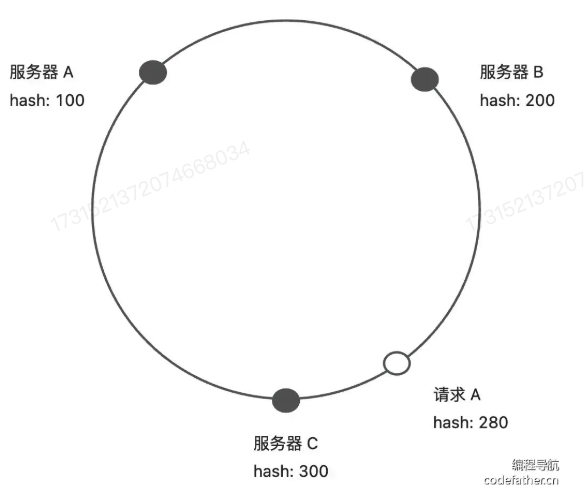 服务器 A
hash: 100
服务器 B
hash: 200
1731521372074668034
173152137207
请求 A
hash: 280
服务器 C
hash: 300
编程导航
codefather.cn